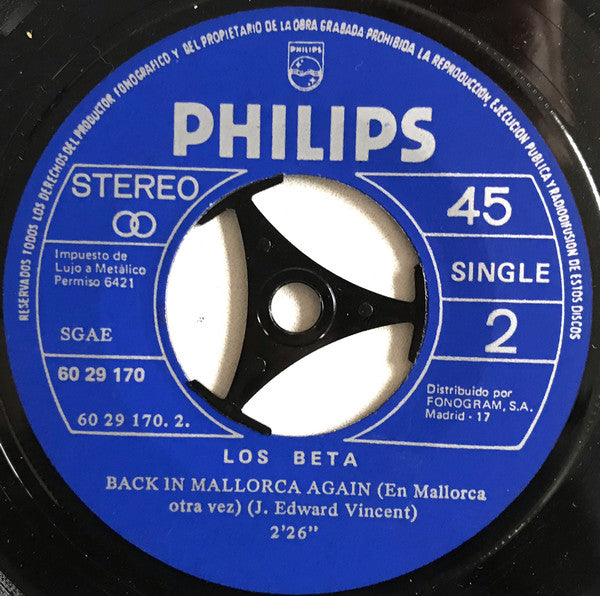 RESERVADOS TODOS LOS DERECHOS DEL PRODUCTOR FONOGRAFICO Y DEL PROPIETARIO DE LA OBRA GRABADA PROHIBIDA LA REPRODUCCIÓN, EJECUCION PUBLICA Y RADIODIFUSION DE ESTOS DISCOS
PHILIPS
PHILIPS
STEREO
45
Impuesto de
Lujo a Metálico
Permiso 6421
SINGLE
SGAE
2
60 29 170
Distribuido por
FONOGRAM, S.A.
Madrid - 17
60 29 170. 2.
LOS BETA
BACK IN MALLORCA AGAIN (En Mallorca
otra vez) (J. Edward Vincent)
2'26"